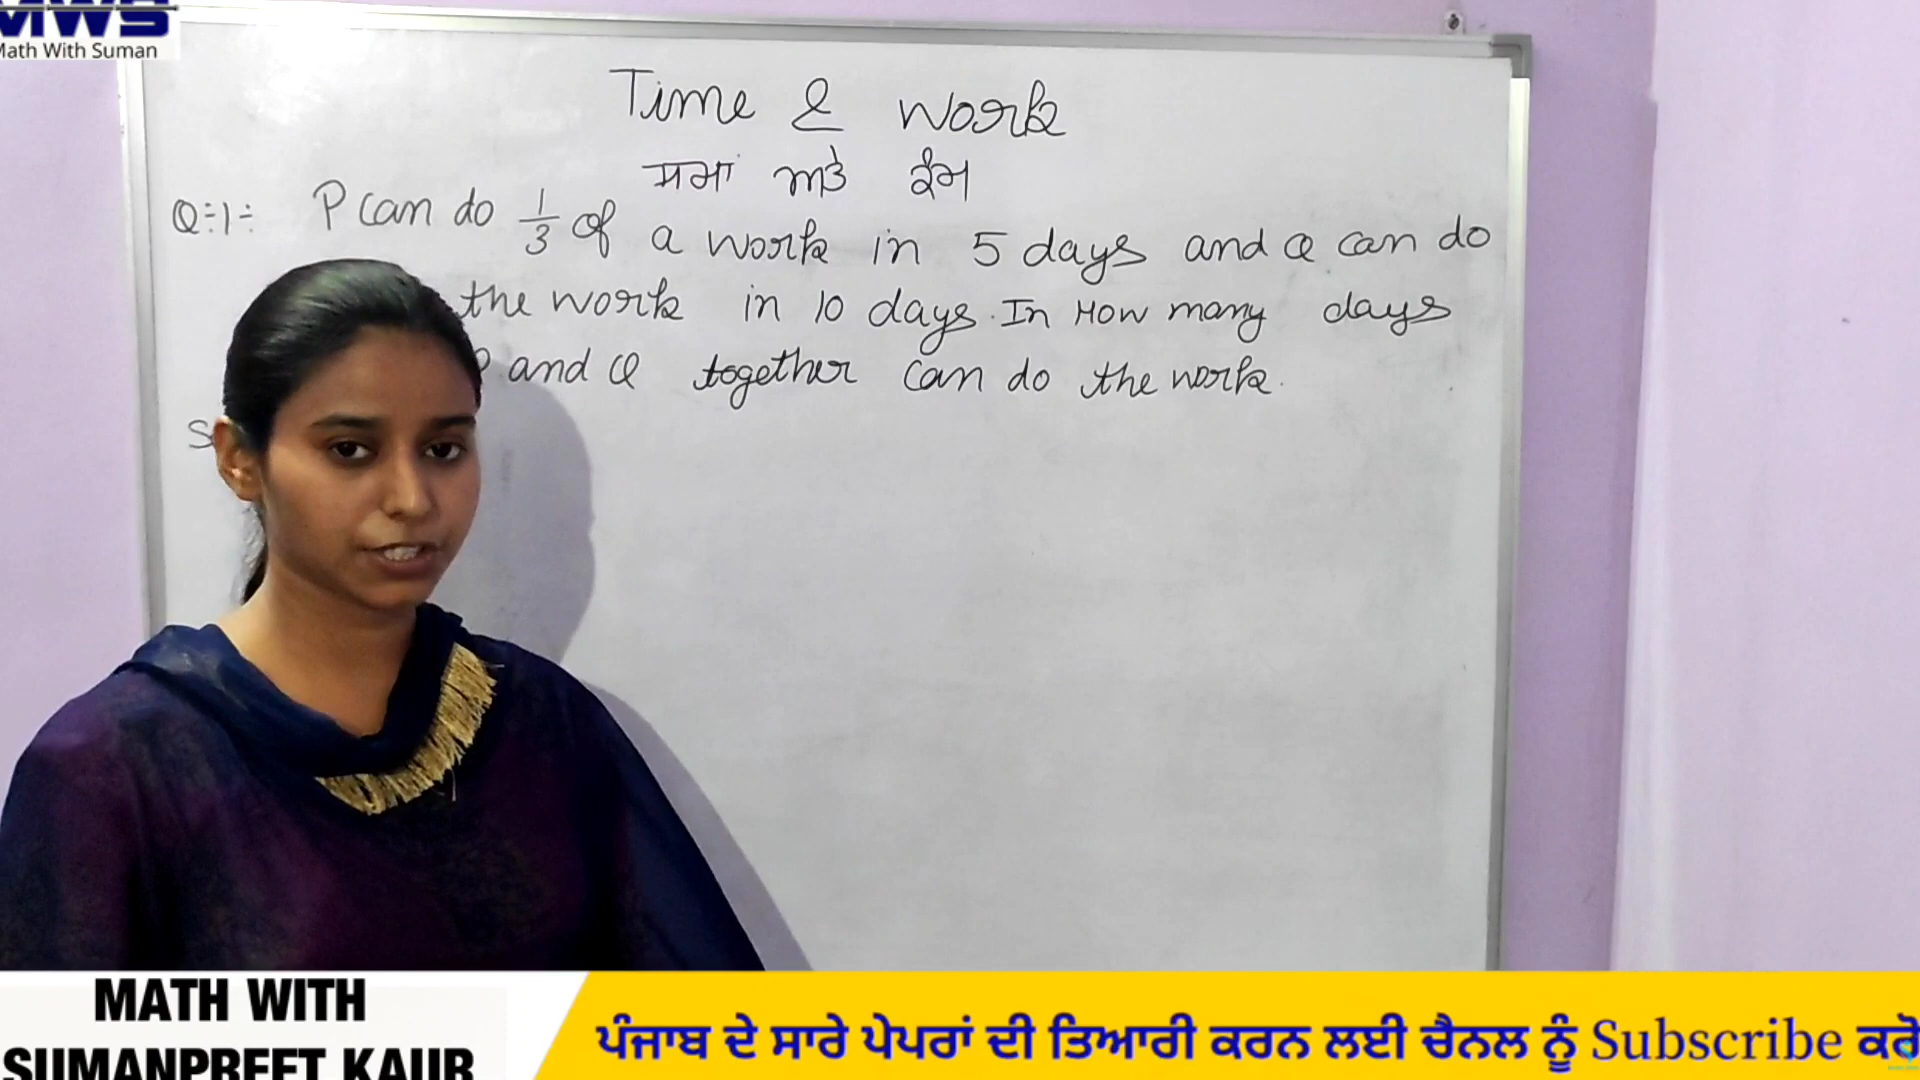 MWS
Math With Suman
Time & Work
ਸਮਾਂ ਅਤੇ ਕੰਮ
Q:1: P can do 1/3 of a work in 5 days and Q can do
the work in 10 days. In How many days
and Q together can do the work.
MATH WITH
SUMANPREET KAUR
ਪੰਜਾਬ ਦੇ ਸਾਰੇ ਪੇਪਰਾਂ ਦੀ ਤਿਆਰੀ ਕਰਨ ਲਈ ਚੈਨਲ ਨੂੰ Subscribe ਕਰੋ